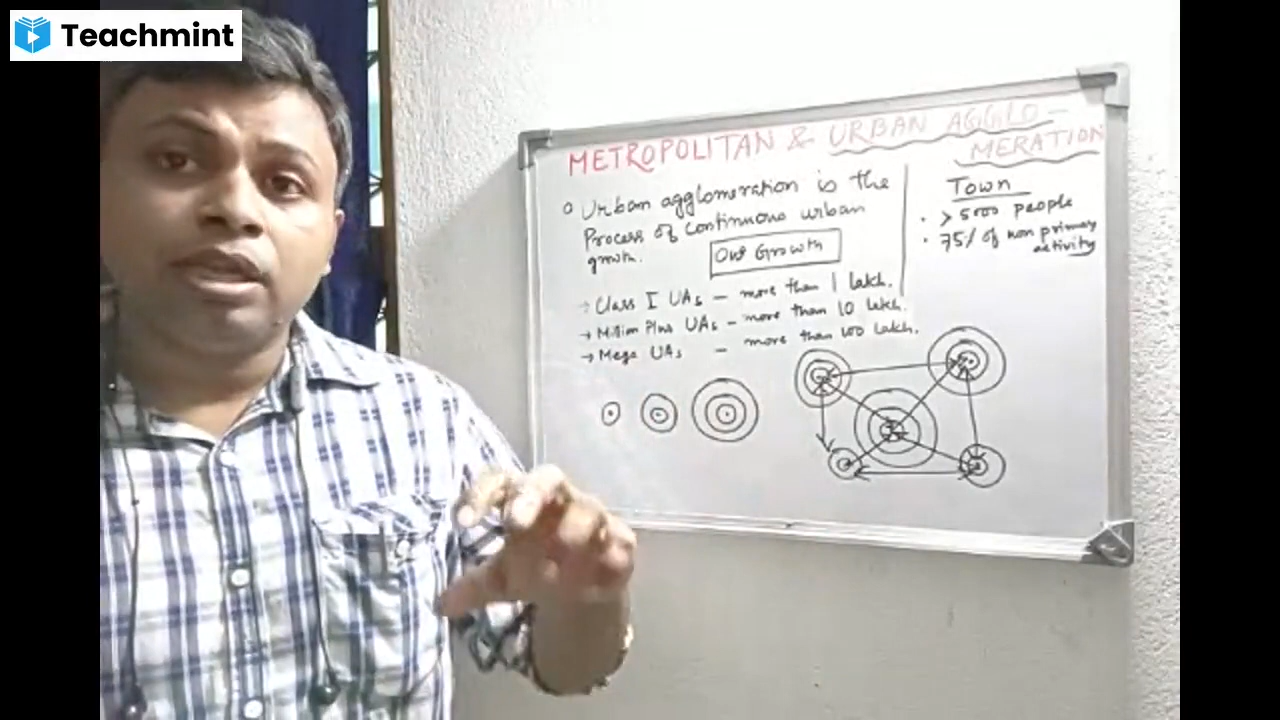 Teachmint
METROPOLITAN & URBAN AGGLO-
MERATION
Urban agglomeration is the
Process of continuous urban
growth.
Out Growth
→ Class I UAs - more than 1 lakh.
→ Million Plus UAs - more than 10 lakh.
→ Mega UAs - more than 100 lakh.
Town
· > 5000 people
· 75% of non primary
activity